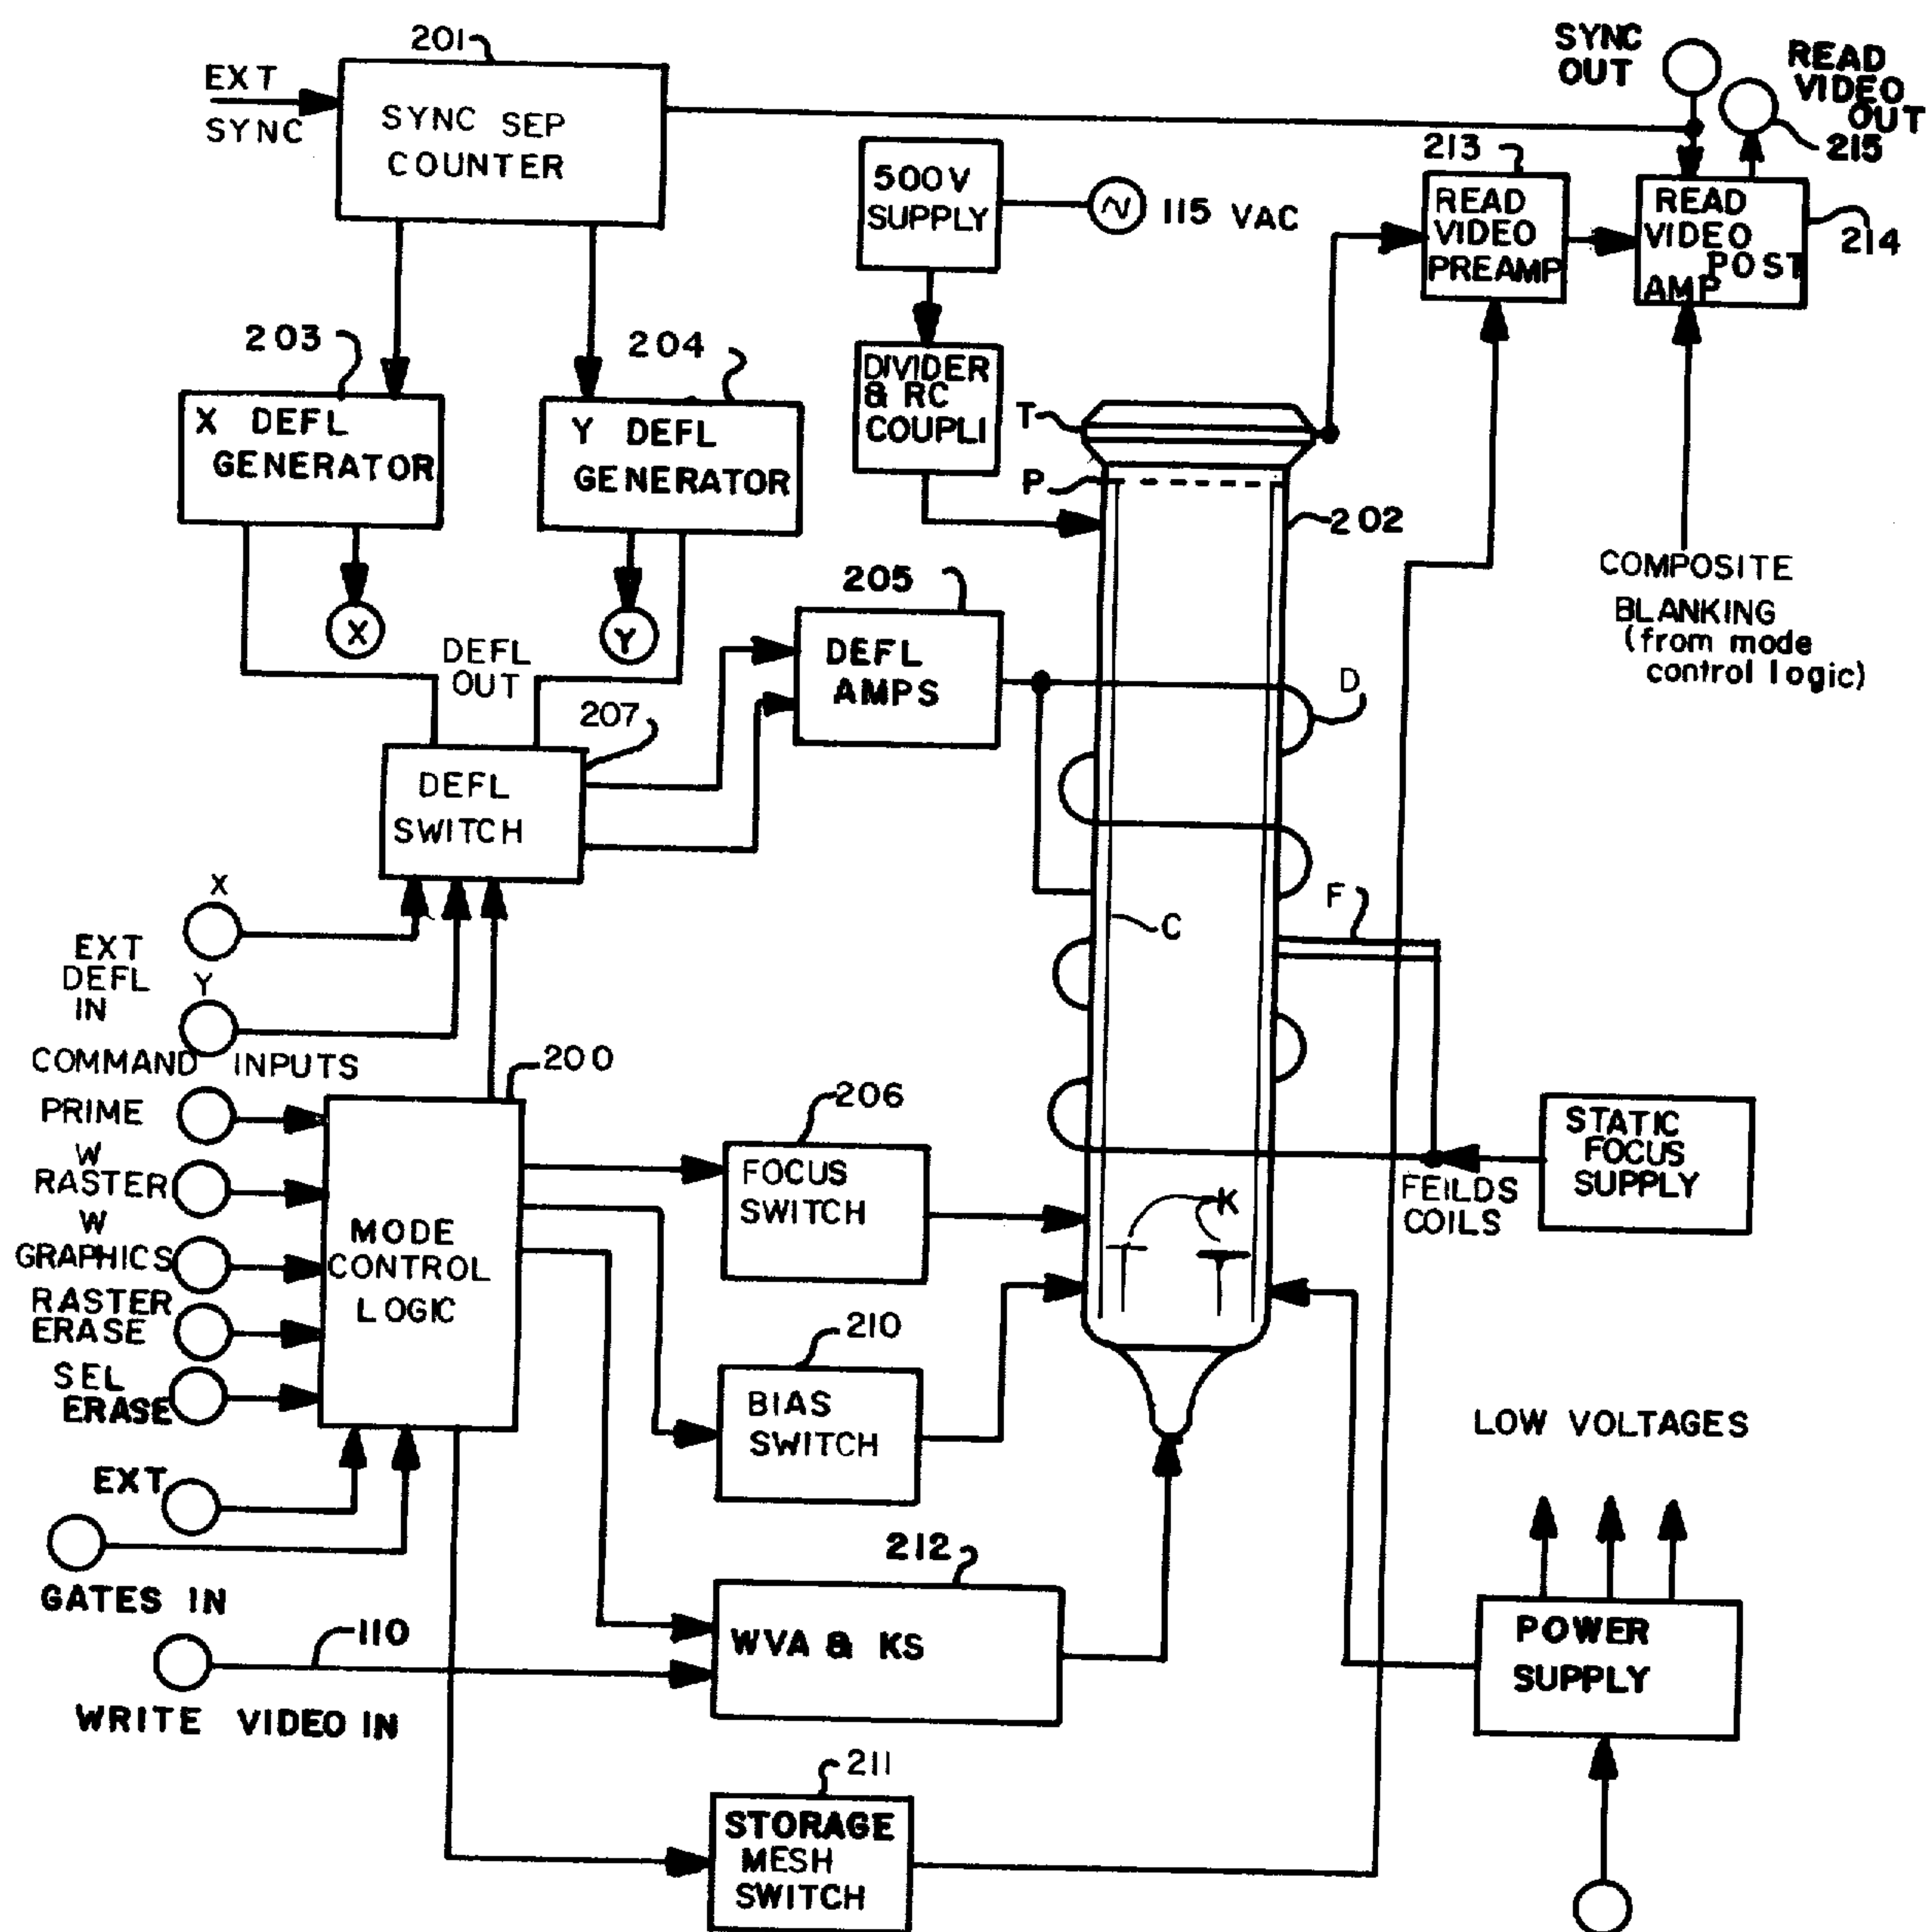 201
EXT
SYNC
SYNC SEP
COUNTER
SYNC
OUT
READ
VIDEO
OUT
215
500V
SUPPLY
115 VAC
213
READ
VIDEO
PREAMP
READ
VIDEO
POST
AMP
214
203
204
X DEFL
GENERATOR
Y DEFL
GENERATOR
DIVIDER
& RC
COUPLI
T
P
202
COMPOSITE
BLANKING
(from mode
control logic)
X
Y
DEFL
OUT
205
DEFL
AMPS
D
207
DEFL
SWITCH
X
EXT
DEFL
IN
Y
C
F
COMMAND INPUTS
200
PRIME
W
RASTER
W
GRAPHICS
RASTER
ERASE
SEL
ERASE
MODE
CONTROL
LOGIC
206
FOCUS
SWITCH
K
STATIC
FOCUS
SUPPLY
FEILDS
COILS
210
BIAS
SWITCH
LOW VOLTAGES
EXT
GATES IN
110
WRITE VIDEO IN
212
WVA & KS
POWER
SUPPLY
211
STORAGE
MESH
SWITCH